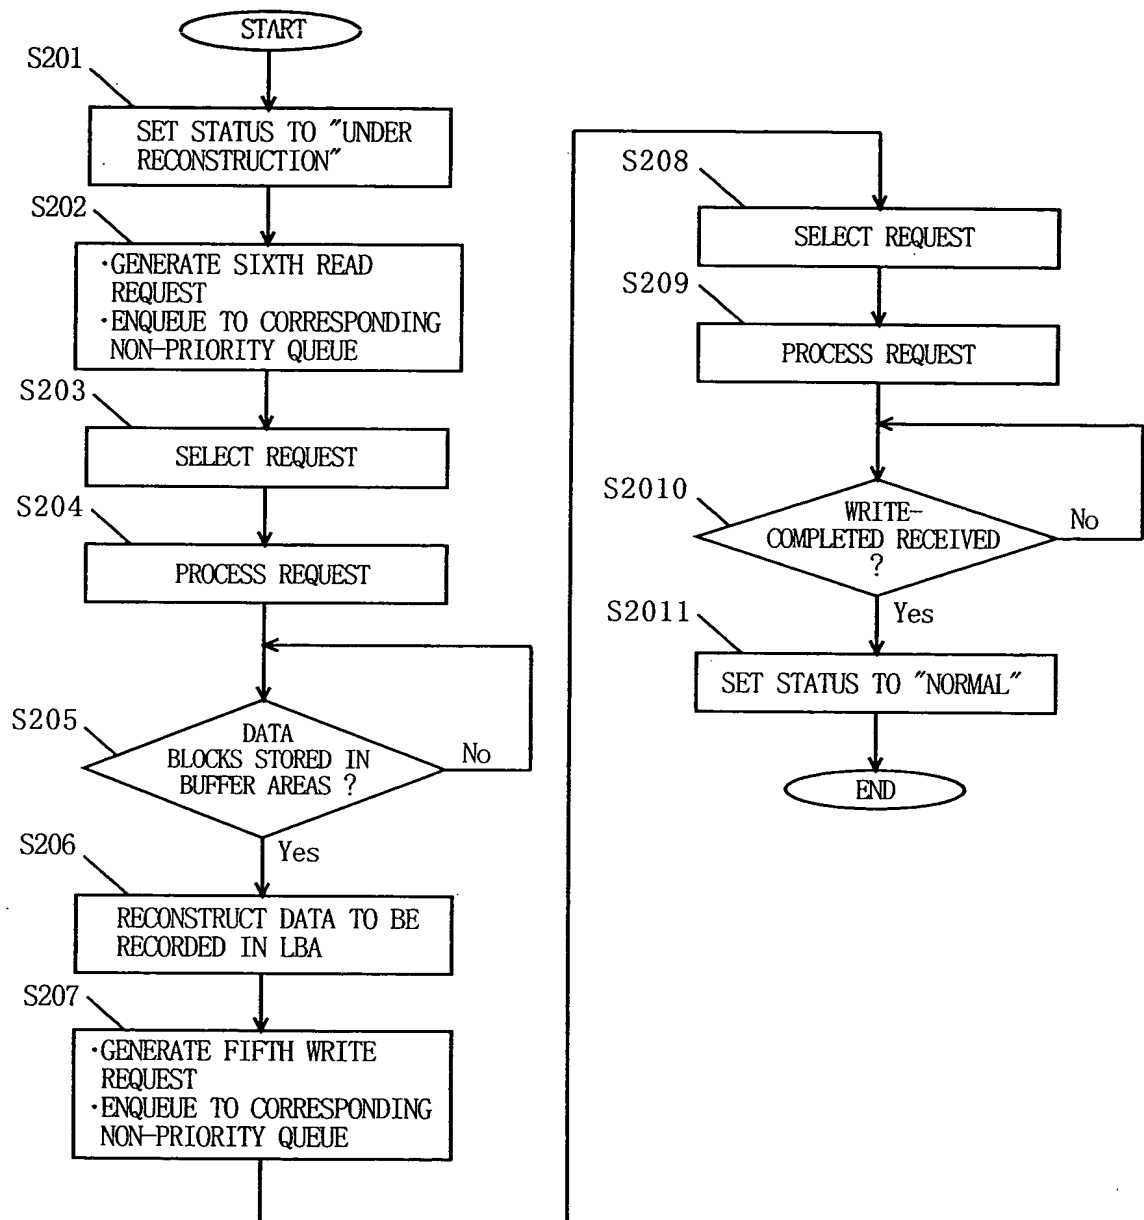 START
S201
SET STATUS TO "UNDER
RECONSTRUCTION"
S202
·GENERATE SIXTH READ
REQUEST
·ENQUEUE TO CORRESPONDING
NON-PRIORITY QUEUE
S203
SELECT REQUEST
S204
PROCESS REQUEST
S205
DATA
BLOCKS STORED IN
BUFFER AREAS ?
No
Yes
S206
RECONSTRUCT DATA TO BE
RECORDED IN LBA
S207
·GENERATE FIFTH WRITE
REQUEST
·ENQUEUE TO CORRESPONDING
NON-PRIORITY QUEUE
S208
SELECT REQUEST
S209
PROCESS REQUEST
S2010
WRITE-
COMPLETED RECEIVED
?
No
Yes
S2011
SET STATUS TO "NORMAL"
END